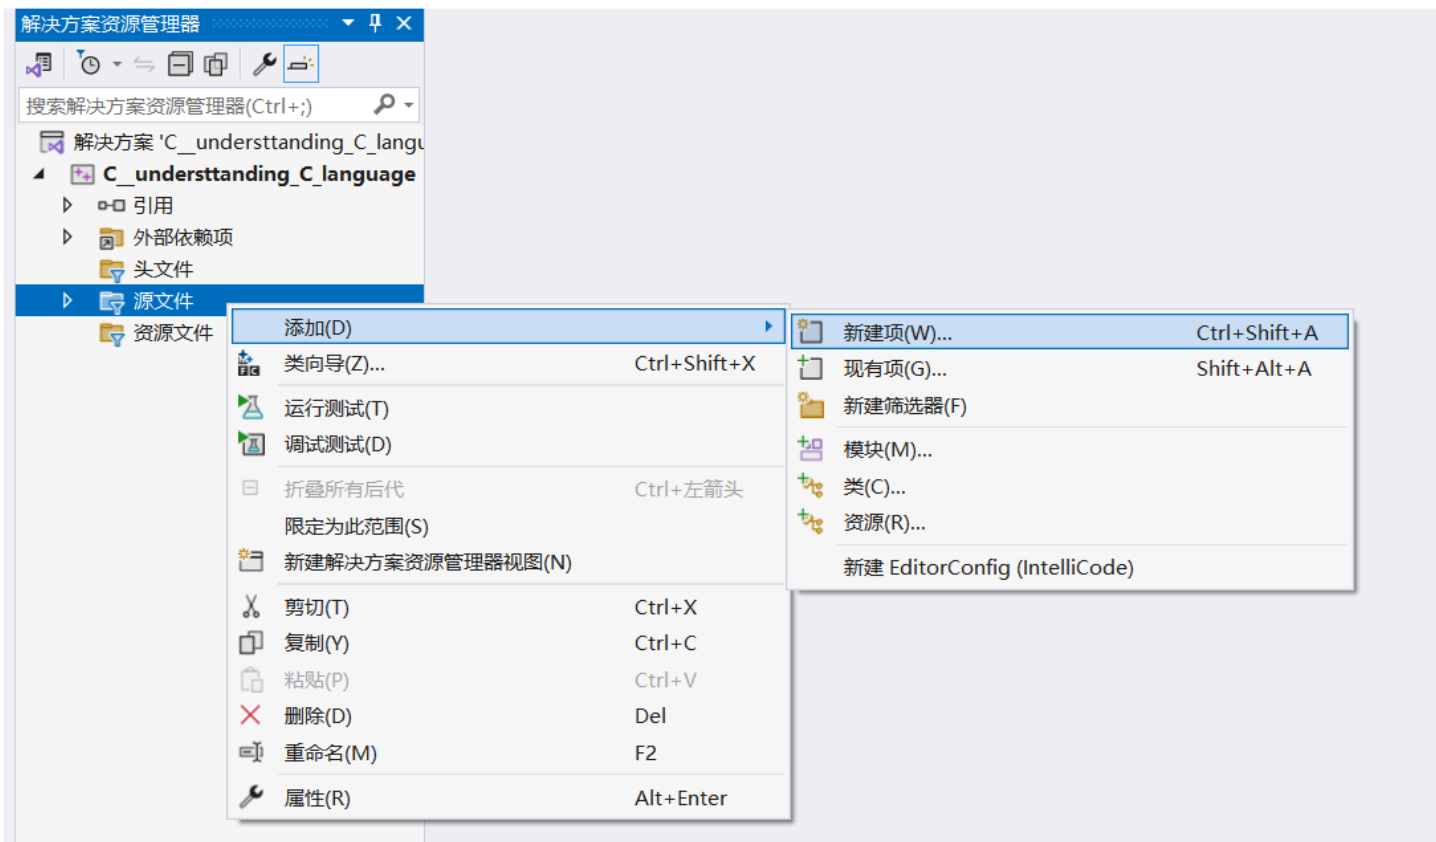 解决方案资源管理器
搜索解决方案资源管理器(Ctrl+;)
解决方案 'C__understtanding_C_langu
C__understtanding_C_language
引用
外部依赖项
头文件
源文件
资源文件
添加(D)
类向导(Z)... Ctrl+Shift+X
运行测试(T)
调试测试(D)
折叠所有后代 Ctrl+左箭头
限定为此范围(S)
新建解决方案资源管理器视图(N)
剪切(T) Ctrl+X
复制(Y) Ctrl+C
粘贴(P) Ctrl+V
删除(D) Del
重命名(M) F2
属性(R) Alt+Enter
新建项(W)... Ctrl+Shift+A
现有项(G)... Shift+Alt+A
新建筛选器(F)
模块(M)...
类(C)...
资源(R)...
新建 EditorConfig (IntelliCode)